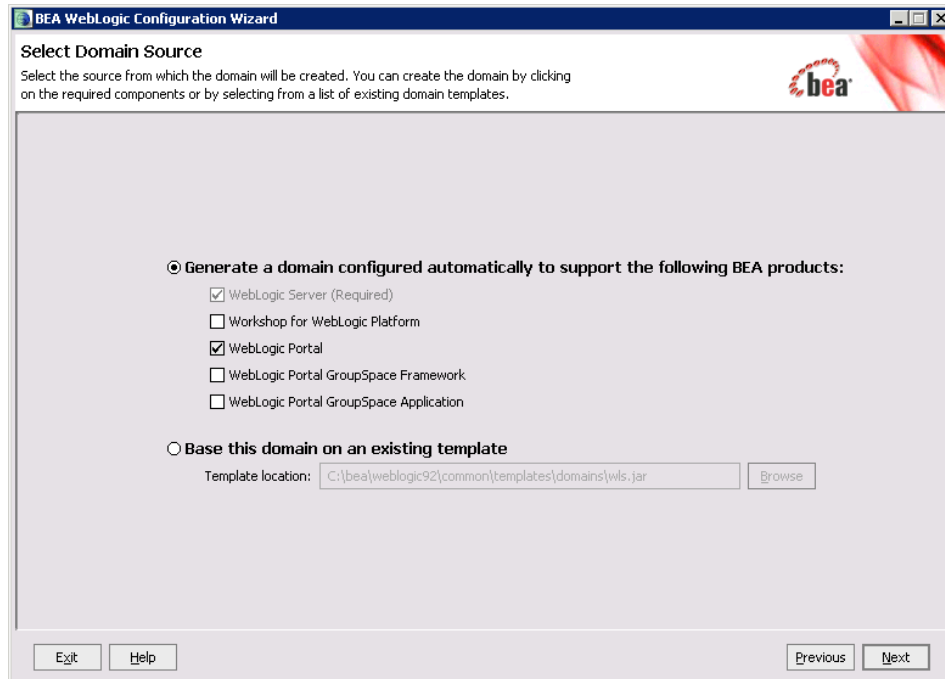 BEA WebLogic Configuration Wizard
Select Domain Source
Select the source from which the domain will be created. You can create the domain by clicking
on the required components or by selecting from a list of existing domain templates.
bea
Generate a domain configured automatically to support the following BEA products:
WebLogic Server (Required)
Workshop for WebLogic Platform
WebLogic Portal
WebLogic Portal GroupSpace Framework
WebLogic Portal GroupSpace Application
Base this domain on an existing template
Template location: C:\bea\weblogic92\common\templates\domains\wls.jar Browse
Exit Help Previous Next